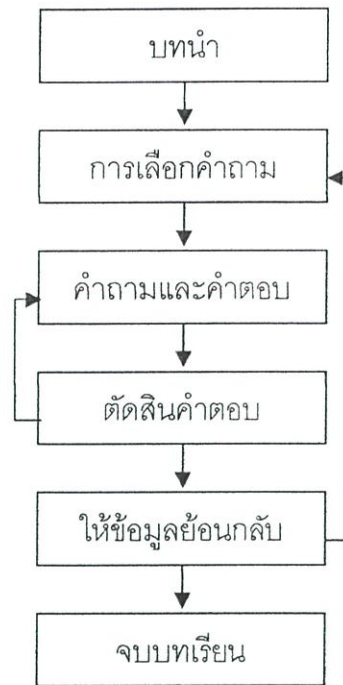 บทนำ
การเลือกคำถาม
คำถามและคำตอบ
ตัดสินคำตอบ
ให้ข้อมูลย้อนกลับ
จบบทเรียน